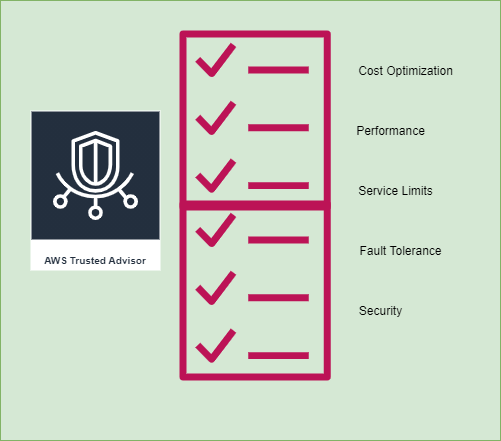 Cost Optimization
Performance
Service Limits
AWS Trusted Advisor
Fault Tolerance
Security